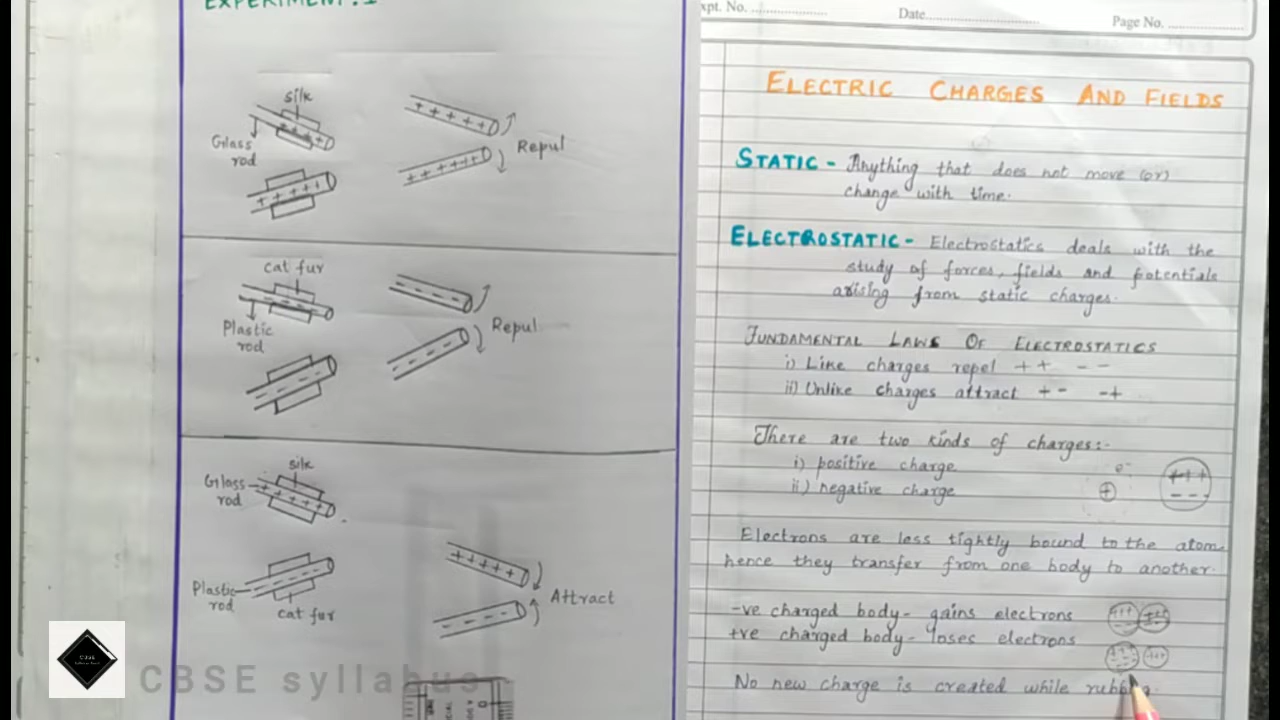 EXPERIMENT: I
silk
Glass
rod
Repul
cat fur
Plastic
rod
Repul
silk
Glass
rod
Plastic
rod
cat fur
Attract
CBSE syllabus
CBSE
xpt. No. ................
Date................
Page No. ................
ELECTRIC CHARGES AND FIELDS
STATIC - Anything that does not move (or)
change with time.
ELECTROSTATIC - Electrostatics deals with the
study of forces, fields and potentials
arising from static charges.
FUNDAMENTAL LAWS OF ELECTROSTATICS
i) Like charges repel ++ - -
ii) Unlike charges attract + - - +
There are two kinds of charges:-
i) positive charge
ii) negative charge
e-
Electrons are less tightly bound to the atom
hence they transfer from one body to another.
-ve charged body - gains electrons
+ve charged body - loses electrons
No new charge is created while